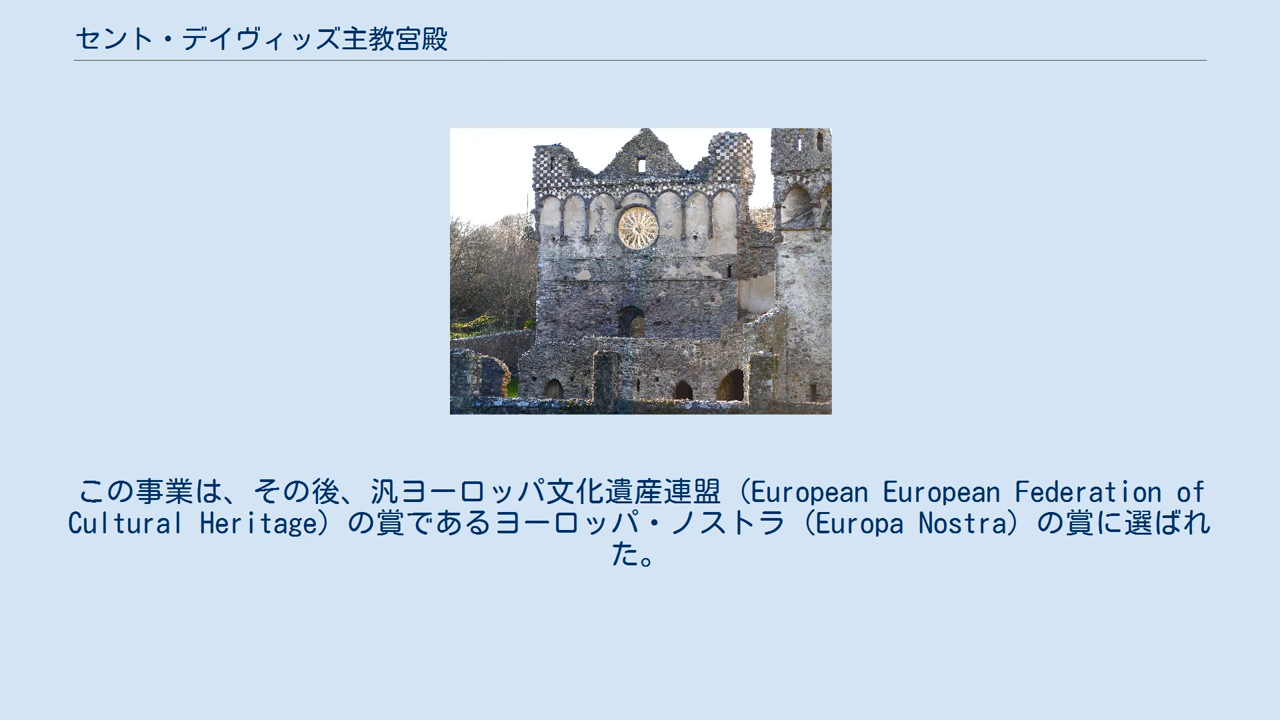 セント・デイヴィッズ主教宮殿
この事業は、その後、汎ヨーロッパ文化遺産連盟（European European Federation of
Cultural Heritage）の賞であるヨーロッパ・ノストラ（Europa Nostra）の賞に選ばれ
た。